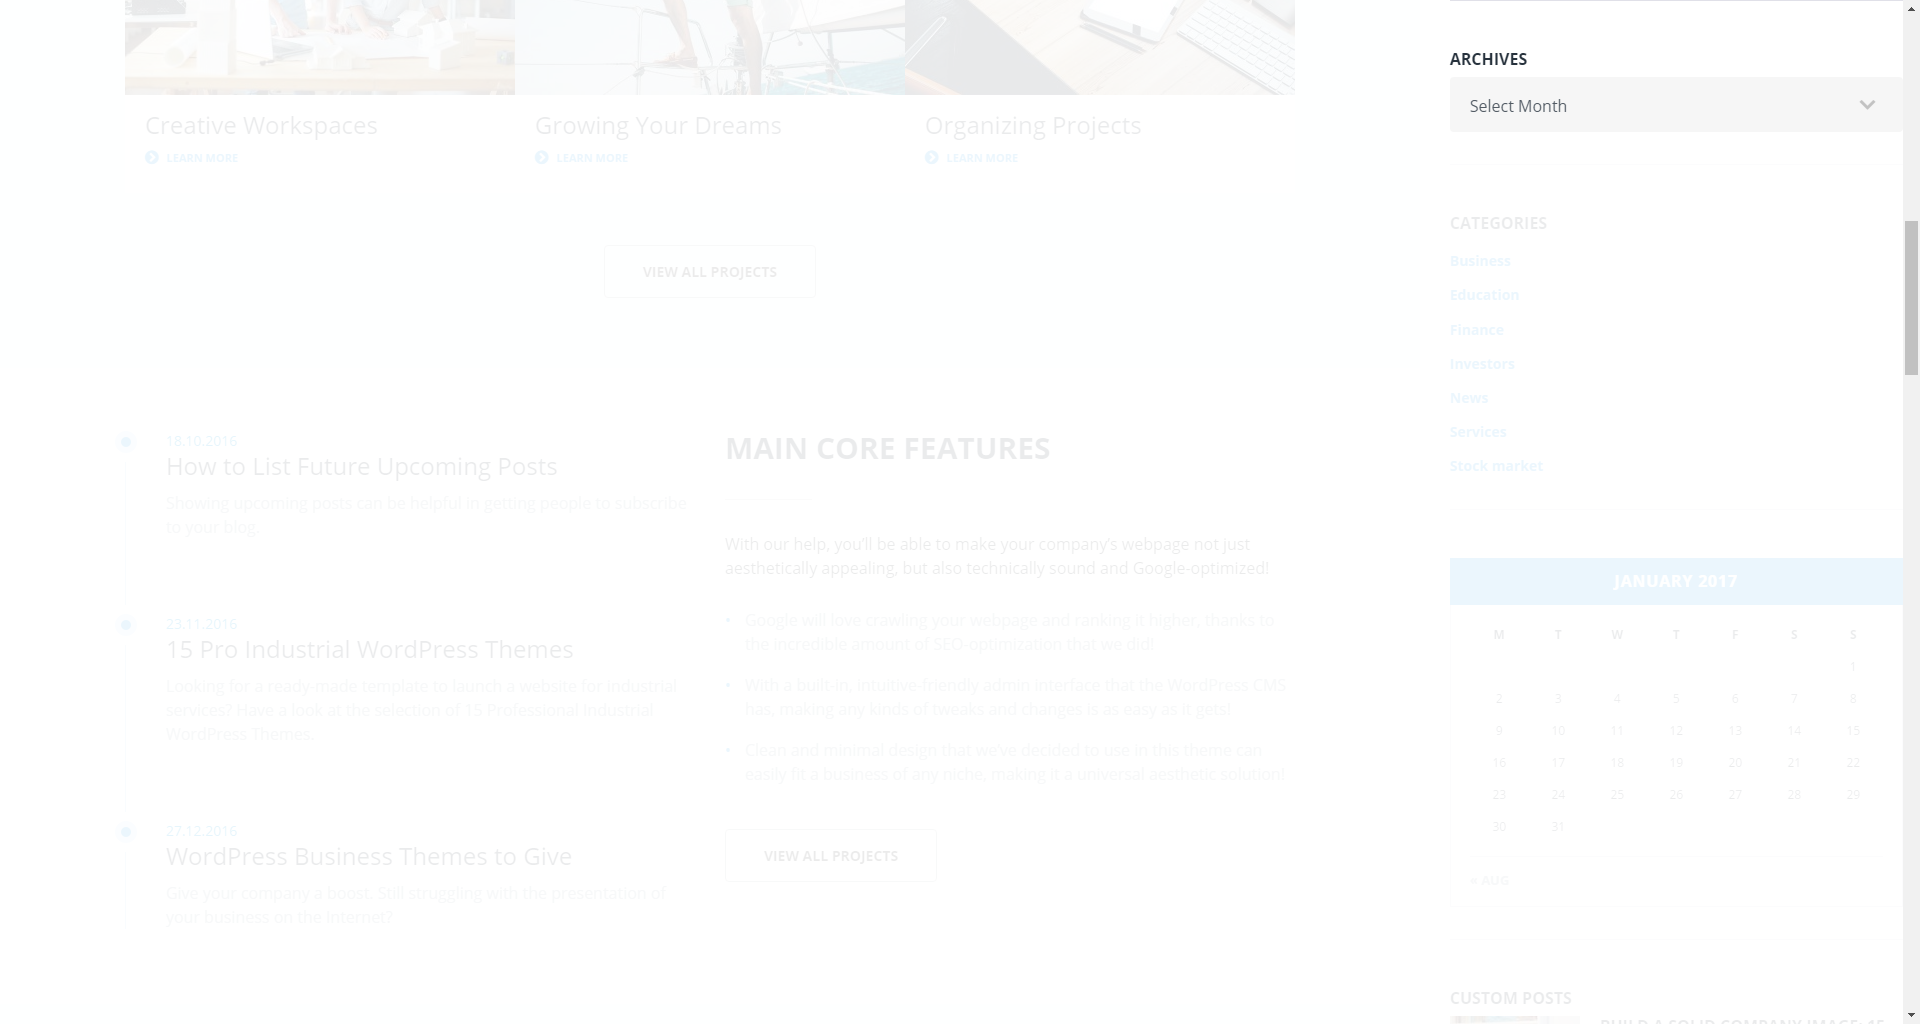 Creative Workspaces
LEARN MORE
Growing Your Dreams
LEARN MORE
Organizing Projects
LEARN MORE
VIEW ALL PROJECTS
18.10.2016
How to List Future Upcoming Posts
Showing upcoming posts can be helpful in getting people to subscribe
to your blog.
23.11.2016
15 Pro Industrial WordPress Themes
Looking for a ready-made template to launch a website for industrial
services? Have a look at the selection of 15 Professional Industrial
WordPress Themes.
27.12.2016
WordPress Business Themes to Give
Give your company a boost. Still struggling with the presentation of
your business on the Internet?
MAIN CORE FEATURES
With our help, you'll be able to make your company's webpage not just
aesthetically appealing, but also technically sound and Google-optimized!
• Google will love crawling your webpage and ranking it higher, thanks to
the incredible amount of SEO-optimization that we did!
• With a built-in, intuitive-friendly admin interface that the WordPress CMS
has, making any kinds of tweaks and changes is as easy as it gets!
• Clean and minimal design that we've decided to use in this theme can
easily fit a business of any niche, making it a universal aesthetic solution!
VIEW ALL PROJECTS
ARCHIVES
Select Month
CATEGORIES
Business
Education
Finance
Investors
News
Services
Stock market
JANUARY 2017
M T W T F S S
1
2 3 4 5 6 7 8
9 10 11 12 13 14 15
16 17 18 19 20 21 22
23 24 25 26 27 28 29
30 31
« AUG
CUSTOM POSTS
BUILD A SOLID COMPANY IMAGE: 15